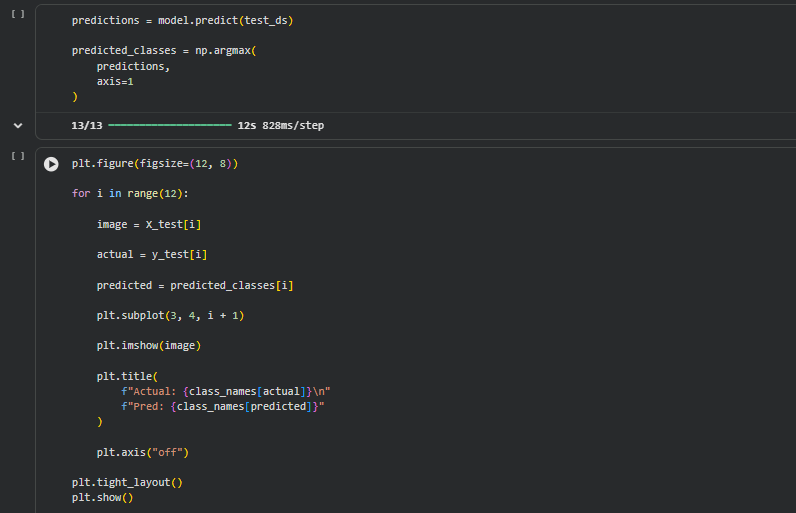 [ ]
predictions = model.predict(test_ds)
predicted_classes = np.argmax(
    predictions,
    axis=1
)
13/13 ━━━━━━━━━━━━━━━━━━━━ 12s 828ms/step
[ ]
plt.figure(figsize=(12, 8))
for i in range(12):
    image = X_test[i]
    actual = y_test[i]
    predicted = predicted_classes[i]
    plt.subplot(3, 4, i + 1)
    plt.imshow(image)
    plt.title(
        f"Actual: {class_names[actual]}\n"
        f"Pred: {class_names[predicted]}"
    )
    plt.axis("off")
plt.tight_layout()
plt.show()